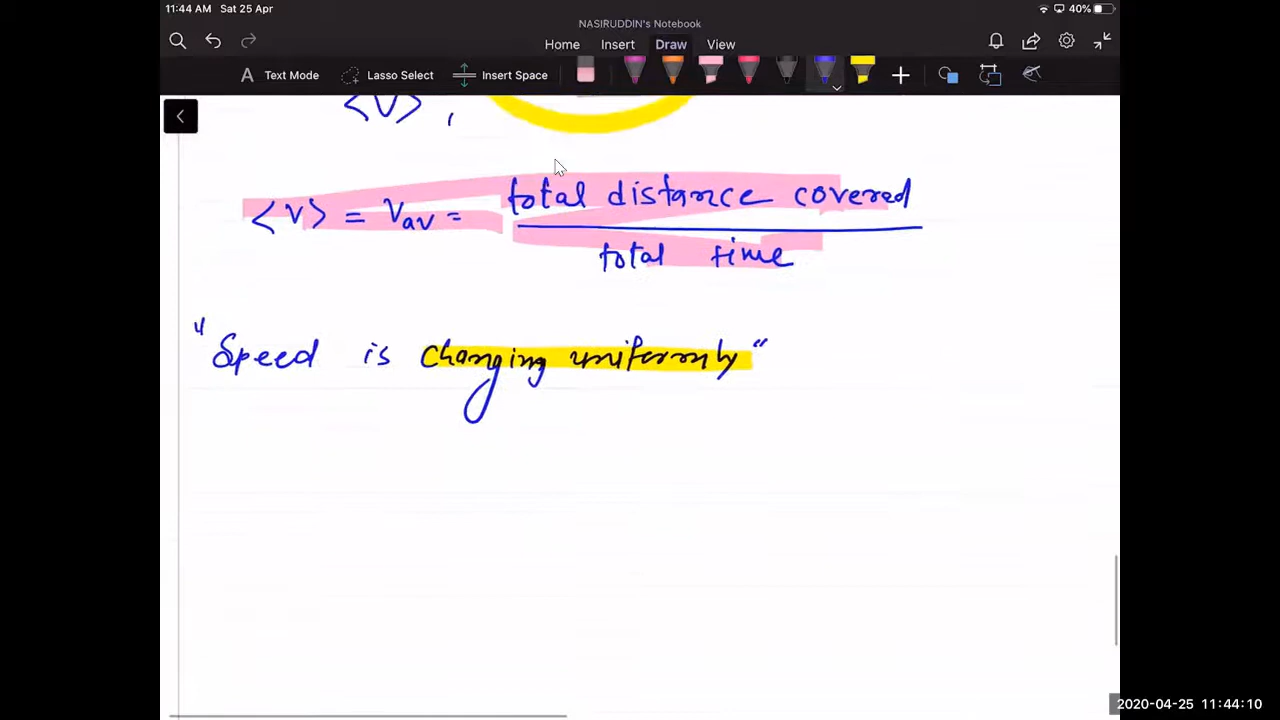 11:44 AM Sat 25 Apr
40%
NASIRUDDIN's Notebook
Home Insert Draw View
Text Mode Lasso Select Insert Space
<V>,
<v> = Vav = total distance covered
total time
"Speed is changing uniformly"
2020-04-25 11:44:10